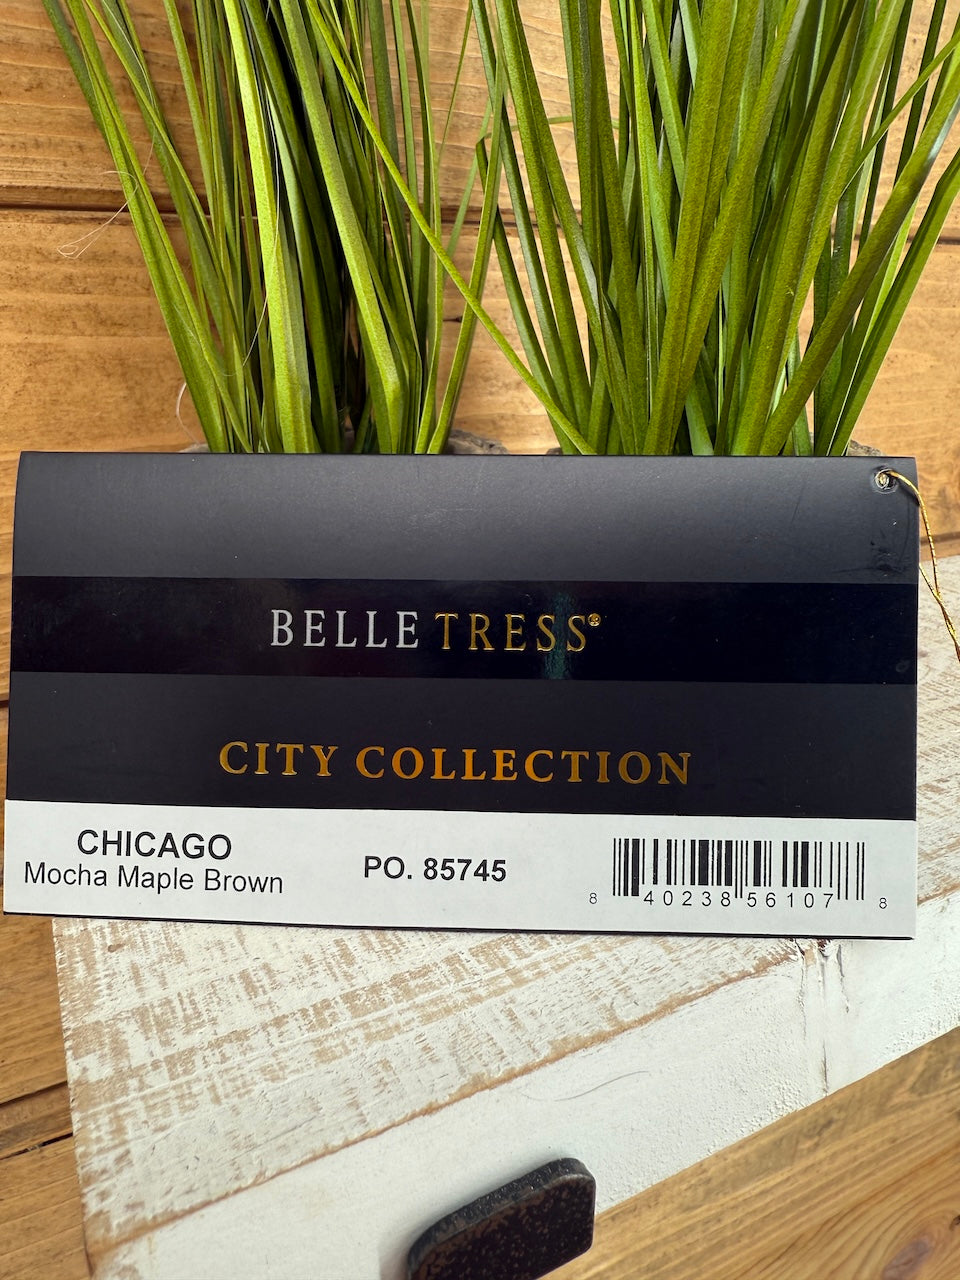 BELLE TRESS®
CITY COLLECTION
CHICAGO
Mocha Maple Brown
PO. 85745
8 40238 56107 8